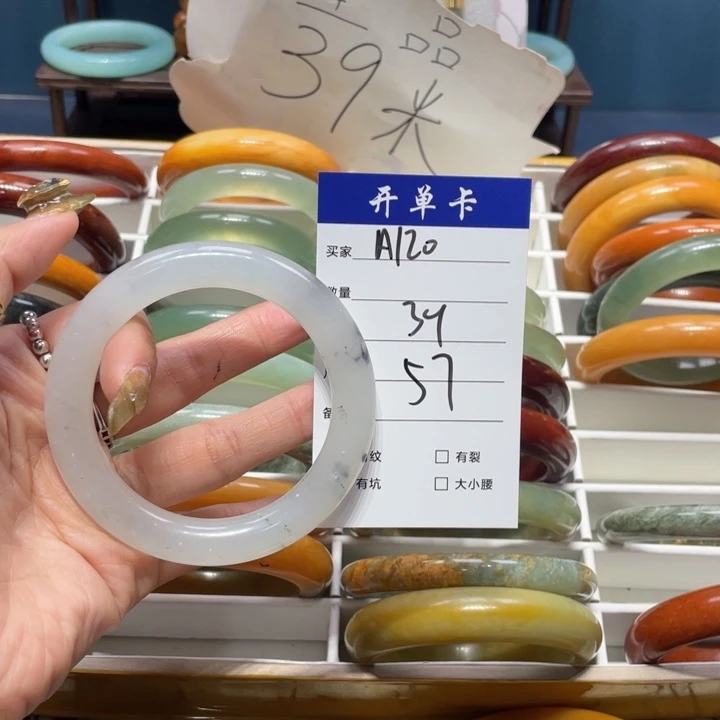 品
39
米
开单卡
买家 A120
数量
34
57
备
纹 □ 有裂
有坑 □ 大小腰